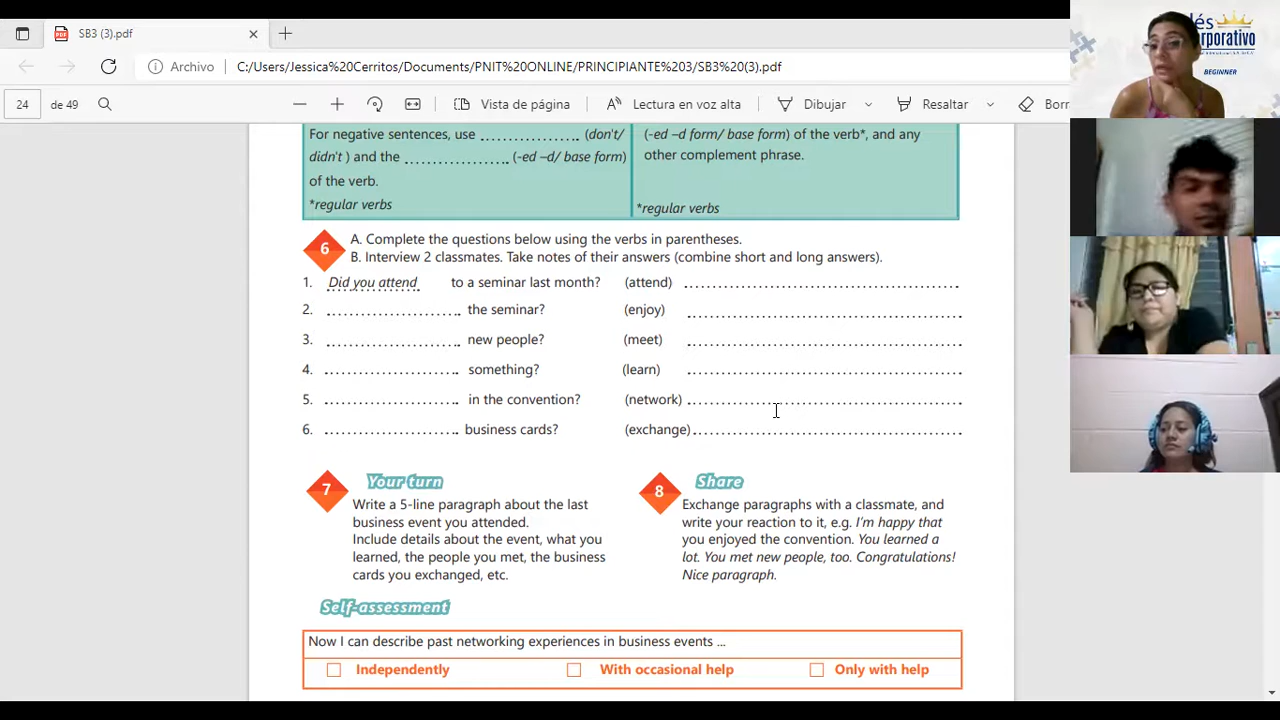 SB3 (3).pdf
Archivo
C:/Users/Jessica%20Cerritos/Documents/PNIT%20ONLINE/PRINCIPIANTE%203/SB3%20(3).pdf
24
de 49
Vista de página
Lectura en voz alta
Dibujar
Resaltar
Borr
corporativo
BEGINNER
For negative sentences, use .................... (don't/
didn't ) and the ...................... (-ed –d/ base form)
of the verb.
*regular verbs
(-ed –d form/ base form) of the verb*, and any
other complement phrase.
*regular verbs
6
A. Complete the questions below using the verbs in parentheses.
B. Interview 2 classmates. Take notes of their answers (combine short and long answers).
1. Did you attend to a seminar last month? (attend) ..........................................................
2. ............................ the seminar? (enjoy) ..........................................................
3. ............................ new people? (meet) ..........................................................
4. ............................ something? (learn) ..........................................................
5. ............................ in the convention? (network) ..........................................................
6. ............................ business cards? (exchange) ..........................................................
7
Your turn
Write a 5-line paragraph about the last
business event you attended.
Include details about the event, what you
learned, the people you met, the business
cards you exchanged, etc.
8
Share
Exchange paragraphs with a classmate, and
write your reaction to it, e.g. I'm happy that
you enjoyed the convention. You learned a
lot. You met new people, too. Congratulations!
Nice paragraph.
Self-assessment
Now I can describe past networking experiences in business events ...
Independently
With occasional help
Only with help